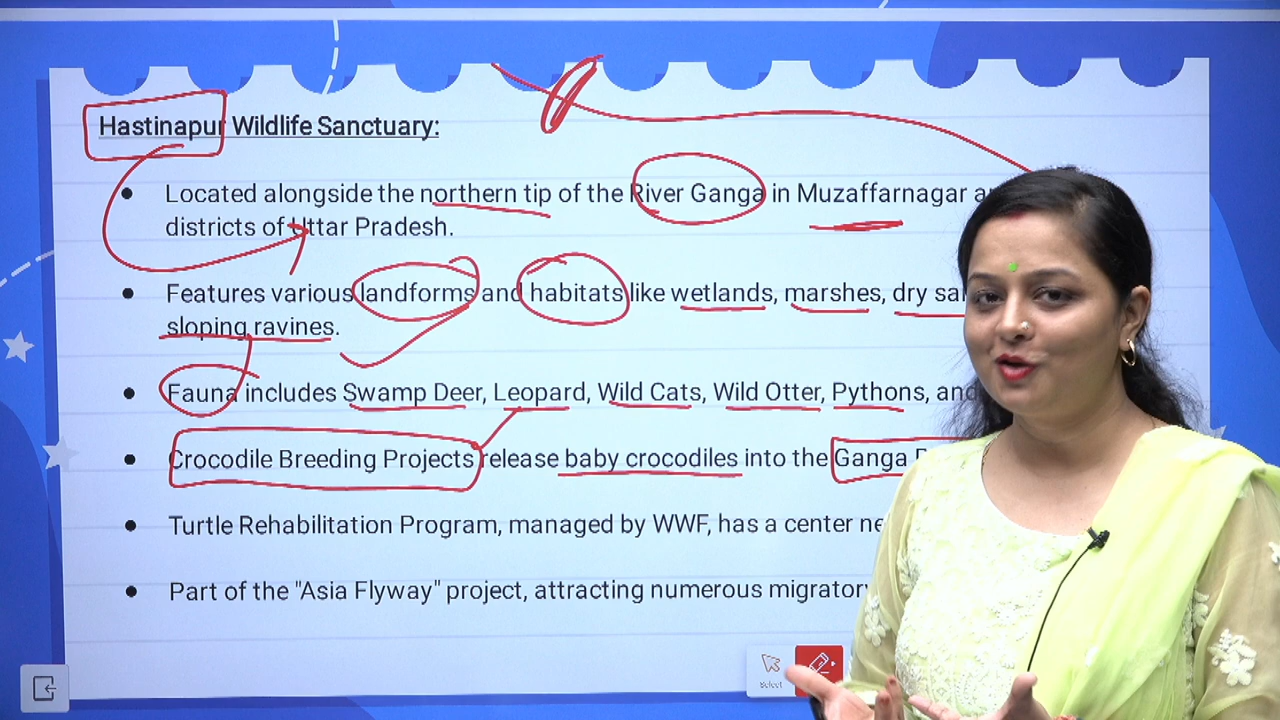 Hastinapur Wildlife Sanctuary:
Located alongside the northern tip of the River Ganga in Muzaffarnagar
districts of Uttar Pradesh.
Features various landforms and habitats like wetlands, marshes, dry
sloping ravines.
Fauna includes Swamp Deer, Leopard, Wild Cats, Wild Otter, Pythons, and
Crocodile Breeding Projects release baby crocodiles into the Ganga
Turtle Rehabilitation Program, managed by WWF, has a center
Part of the "Asia Flyway" project, attracting numerous migratory
Select